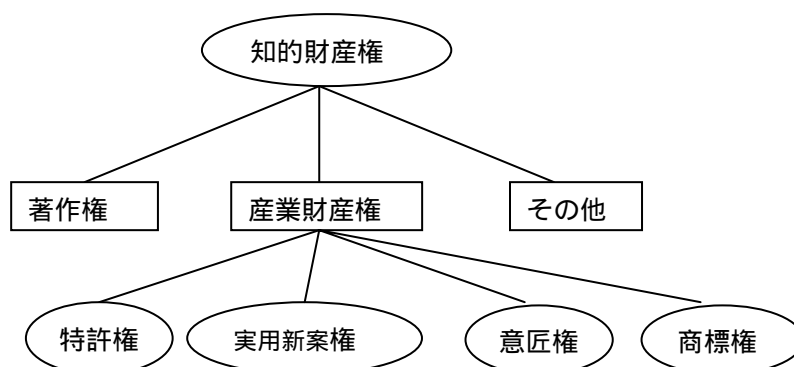 知的財産権
著作権
産業財産権
その他
特許権
実用新案権
意匠権
商標権